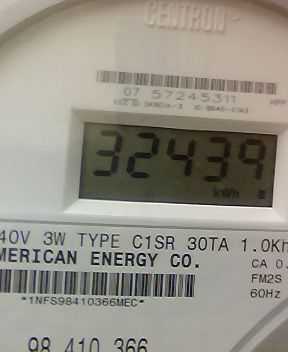 CENTRON®
07 57245311
HPP
32439
kWh
40V 3W TYPE C1SR 30TA 1.0Kh
MERICAN ENERGY CO.
CA 0.
FM2S
*1NFS98410366MEC*
60Hz
98 410 366